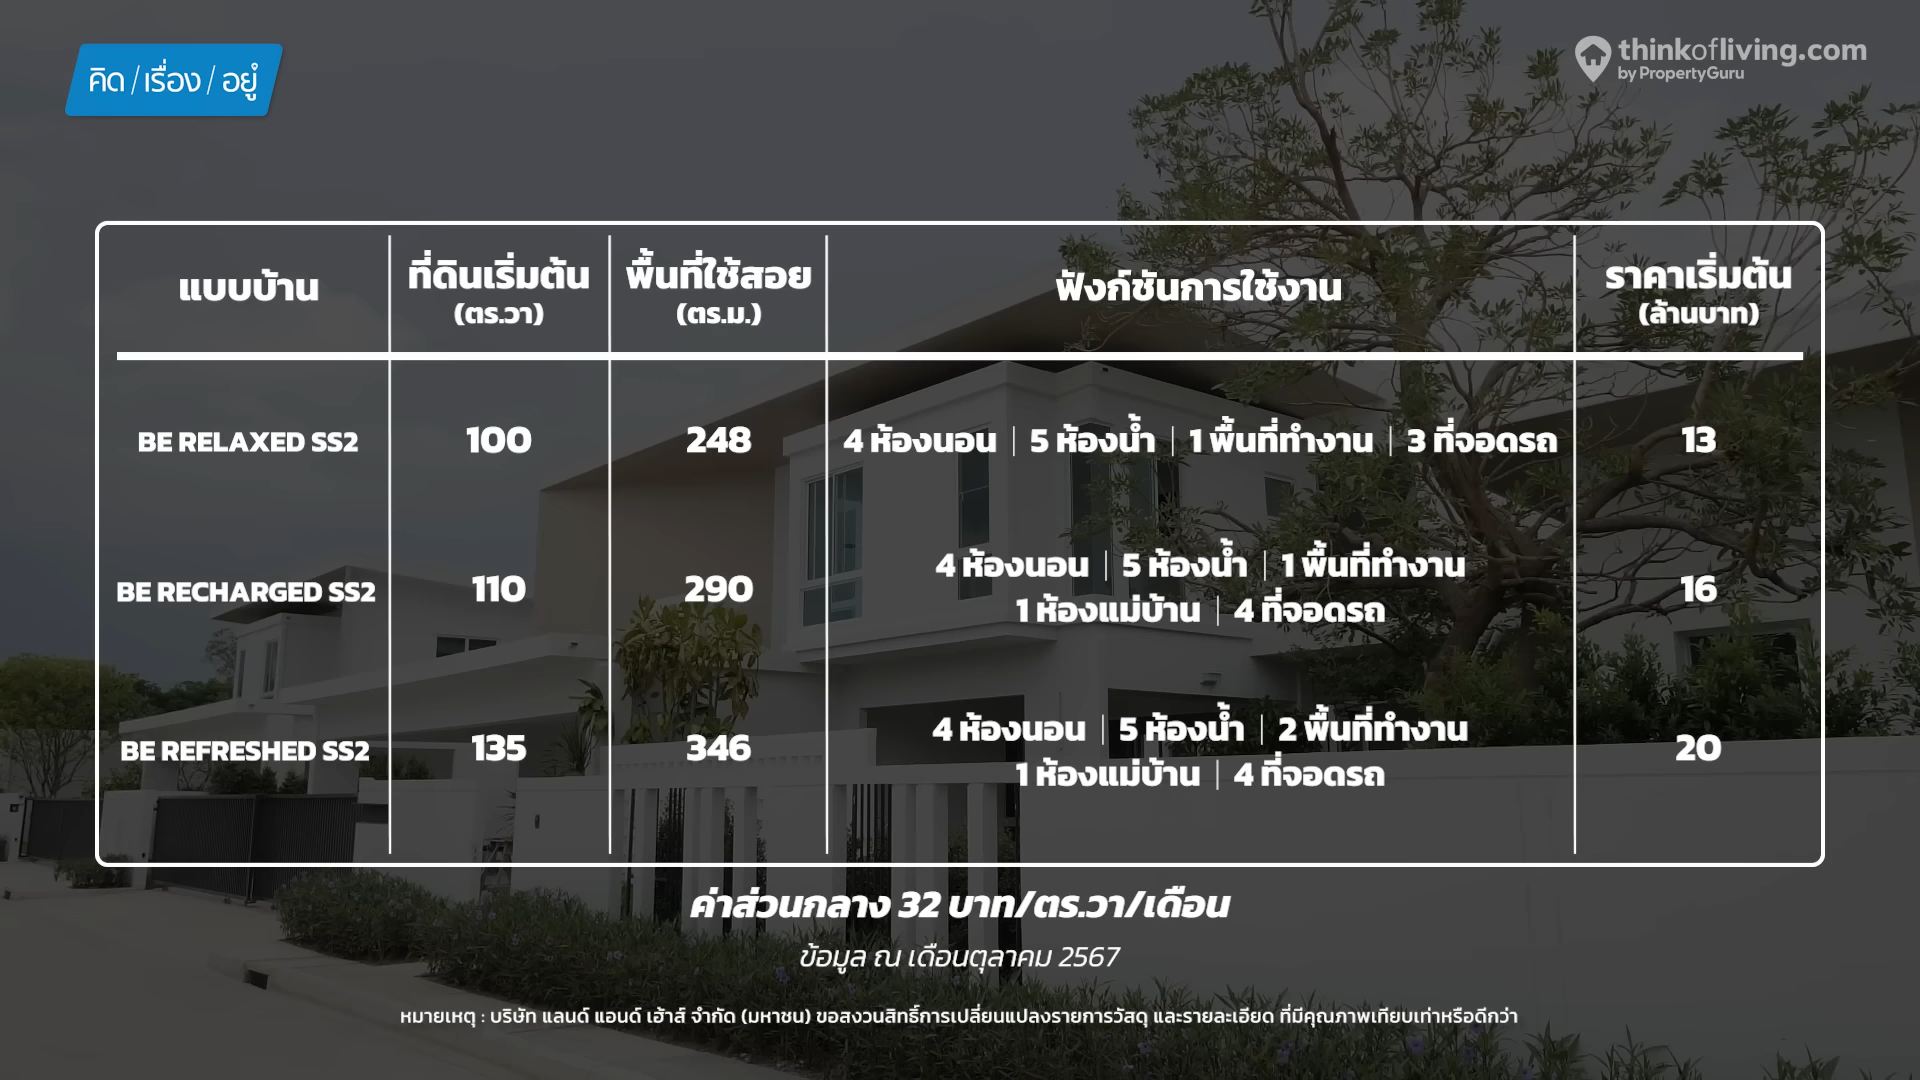 คิด/เรื่อง/อยู่
thinkofliving.com
by PropertyGuru
แบบบ้าน
ที่ดินเริ่มต้น
(ตร.วา)
พื้นที่ใช้สอย
(ตร.ม.)
ฟังก์ชันการใช้งาน
ราคาเริ่มต้น
(ล้านบาท)
BE RELAXED SS2
100
248
4 ห้องนอน | 5 ห้องน้ำ | 1 พื้นที่ทำงาน | 3 ที่จอดรถ
13
BE RECHARGED SS2
110
290
4 ห้องนอน | 5 ห้องน้ำ | 1 พื้นที่ทำงาน
1 ห้องแม่บ้าน | 4 ที่จอดรถ
16
BE REFRESHED SS2
135
346
4 ห้องนอน | 5 ห้องน้ำ | 2 พื้นที่ทำงาน
1 ห้องแม่บ้าน | 4 ที่จอดรถ
20
ค่าส่วนกลาง 32 บาท/ตร.วา/เดือน
ข้อมูล ณ เดือนตุลาคม 2567
หมายเหตุ : บริษัท แลนด์ แอนด์ เฮ้าส์ จำกัด (มหาชน) ขอสงวนสิทธิ์การเปลี่ยนแปลงรายการวัสดุ และรายละเอียด ที่มีคุณภาพเทียบเท่าหรือดีกว่า